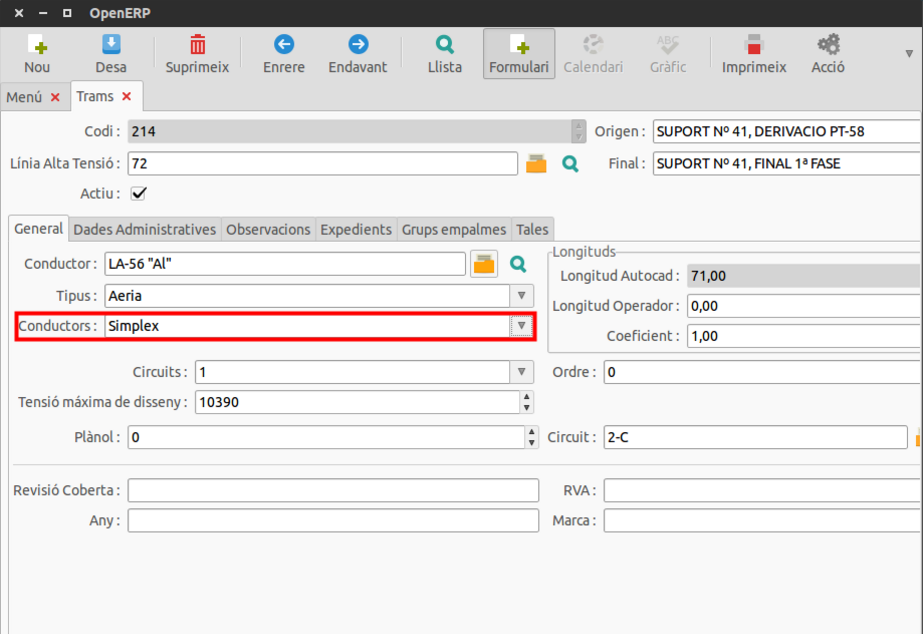 OpenERP
Nou Desa Suprimeix Enrere Endavant Llista Formulari Calendari Gràfic Imprimeix Acció
Menú Trams
Codi : 214 Origen : SUPORT Nº 41, DERIVACIO PT-58
Línia Alta Tensió : 72 Final : SUPORT Nº 41, FINAL 1ª FASE
Actiu :
General Dades Administratives Observacions Expedients Grups empalmes Tales
Conductor : LA-56 "Al"
Tipus : Aeria
Conductors : Simplex
Longituds
Longitud Autocad : 71,00
Longitud Operador : 0,00
Coeficient : 1,00
Circuits : 1 Ordre : 0
Tensió máxima de disseny : 10390
Plànol : 0 Circuit : 2-C
Revisió Coberta : RVA :
Any : Marca :